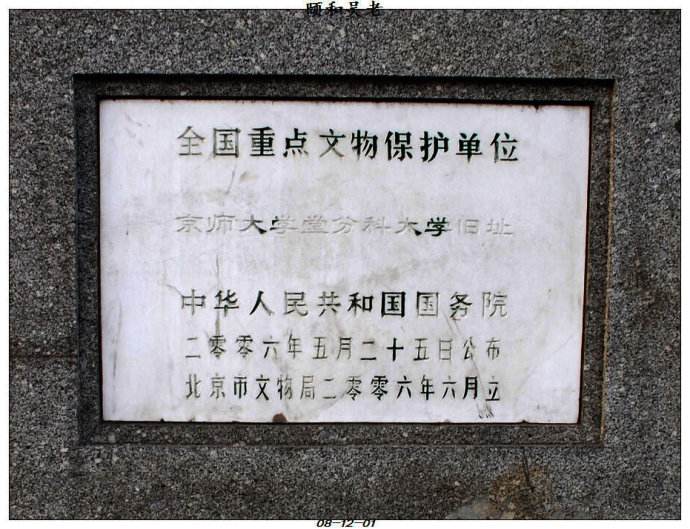 颐和吴老
全国重点文物保护单位
京师大学堂分科大学旧址
中华人民共和国国务院
二零零六年五月二十五日公布
北京市文物局二零零六年六月立
08-12-01